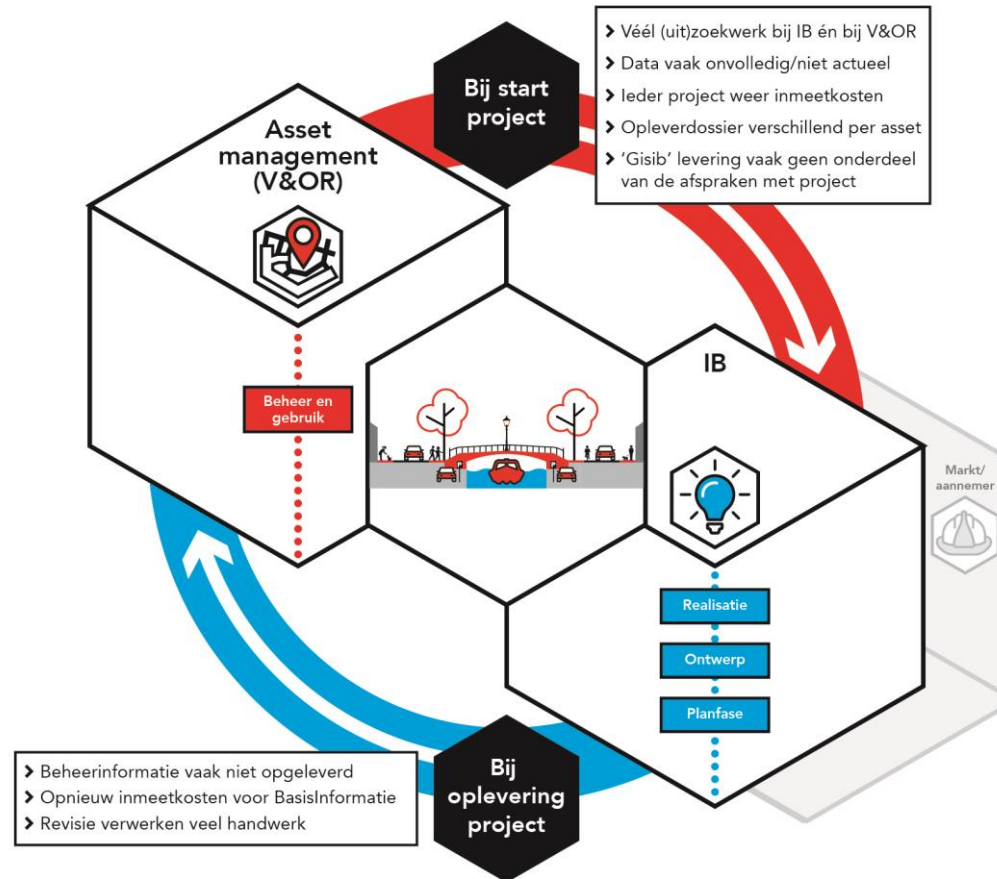 Bij start
project
❯ Véél (uit)zoekwerk bij IB én bij V&OR
❯ Data vaak onvolledig/niet actueel
❯ Ieder project weer inmeetkosten
❯ Opleverdossier verschillend per asset
❯ ‘Gisib’ levering vaak geen onderdeel
van de afspraken met project
Asset
management
(V&OR)
Beheer en
gebruik
IB
Markt/
aannemer
Realisatie
Ontwerp
Planfase
❯ Beheerinformatie vaak niet opgeleverd
❯ Opnieuw inmeetkosten voor BasisInformatie
❯ Revisie verwerken veel handwerk
Bij
oplevering
project